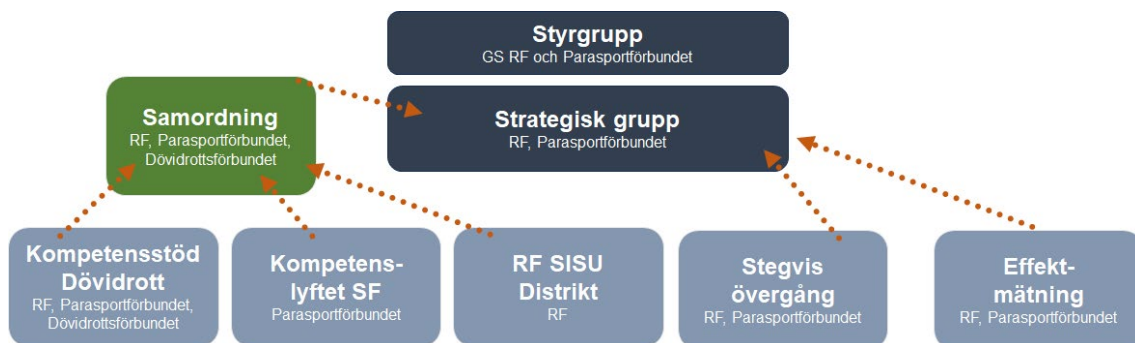 Styrgrupp
GS RF och Parasportförbundet
Samordning
RF, Parasportförbundet,
Dövidrottsförbundet
Strategisk grupp
RF, Parasportförbundet
Kompetensstöd
Dövidrott
RF, Parasportförbundet,
Dövidrottsförbundet
Kompetens-
lyftet SF
Parasportförbundet
RF SISU
Distrikt
RF
Stegvis
övergång
RF, Parasportförbundet
Effekt-
mätning
RF, Parasportförbundet